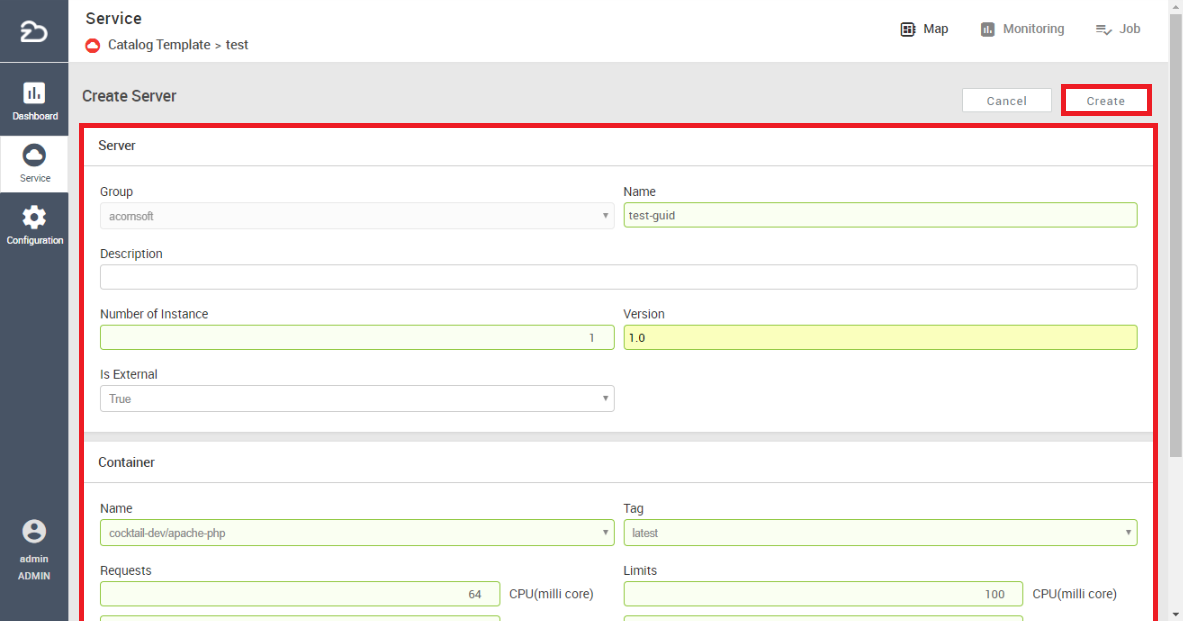 Service
Catalog Template > test
Map
Monitoring
Job
Dashboard
Service
Configuration
admin
ADMIN
Create Server
Cancel
Create
Server
Group
Name
acornsoft
test-guid
Description
Number of Instance
Version
1
1.0
Is External
True
Container
Name
Tag
cocktail-dev/apache-php
latest
Requests
Limits
64
CPU(milli core)
100
CPU(milli core)